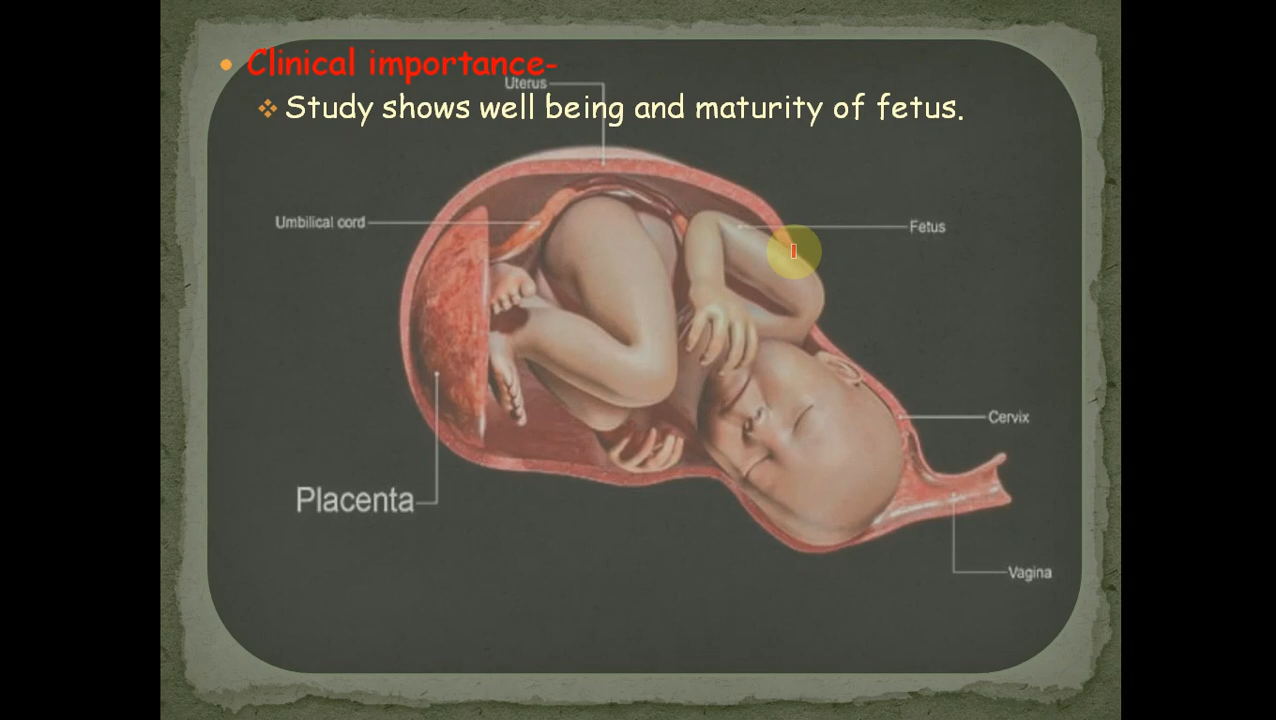 Clinical importance-
Uterus
Study shows well being and maturity of fetus.
Umbilical cord
Fetus
Cervix
Placenta
Vagina